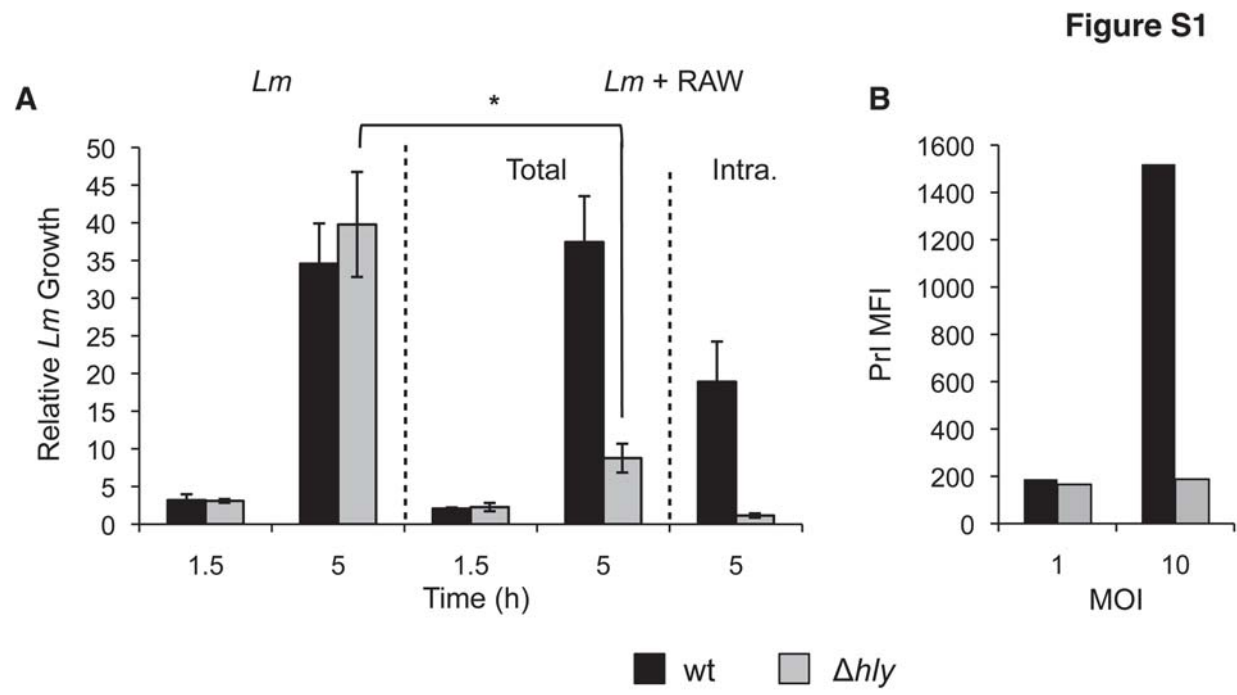 Figure S1
A
Lm
Lm + RAW
*
Total
Intra.
Relative Lm Growth
50
45
40
35
30
25
20
15
10
5
0
1.5
5
1.5
5
5
Time (h)
B
PrI MFI
1600
1400
1200
1000
800
600
400
200
0
1
10
MOI
wt
Δhly